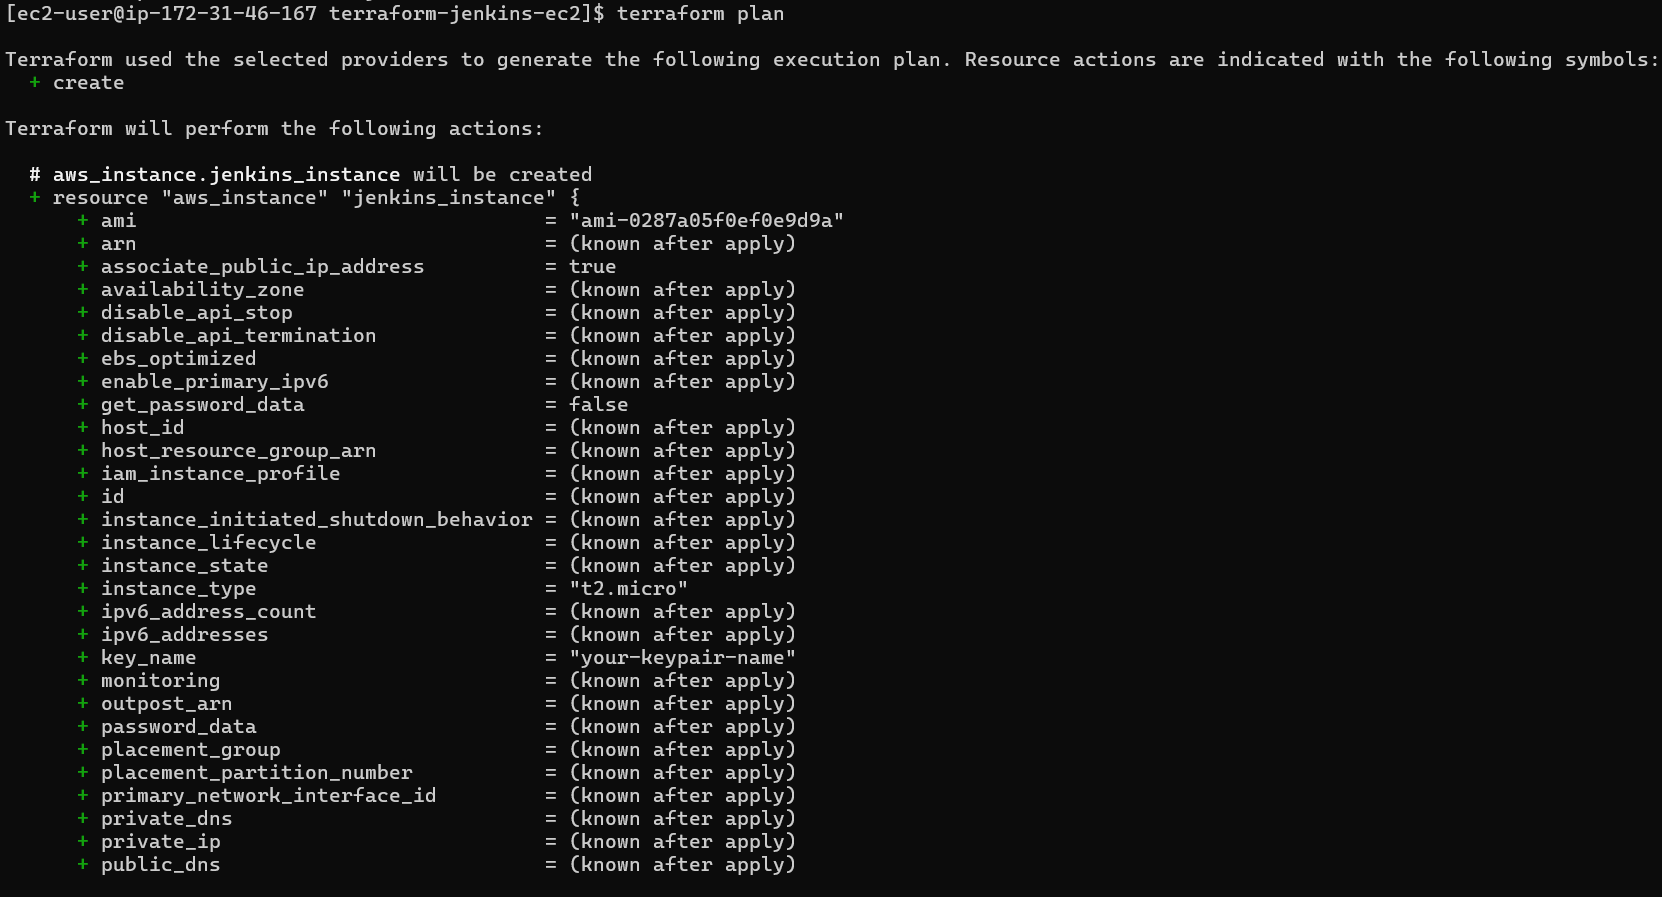 [ec2-user@ip-172-31-46-167 terraform-jenkins-ec2]$ terraform plan
Terraform used the selected providers to generate the following execution plan. Resource actions are indicated with the following symbols:
  + create
Terraform will perform the following actions:
  # aws_instance.jenkins_instance will be created
  + resource "aws_instance" "jenkins_instance" {
      + ami                                  = "ami-0287a05f0ef0e9d9a"
      + arn                                  = (known after apply)
      + associate_public_ip_address          = true
      + availability_zone                    = (known after apply)
      + disable_api_stop                     = (known after apply)
      + disable_api_termination              = (known after apply)
      + ebs_optimized                        = (known after apply)
      + enable_primary_ipv6                  = (known after apply)
      + get_password_data                    = false
      + host_id                              = (known after apply)
      + host_resource_group_arn              = (known after apply)
      + iam_instance_profile                 = (known after apply)
      + id                                   = (known after apply)
      + instance_initiated_shutdown_behavior = (known after apply)
      + instance_lifecycle                   = (known after apply)
      + instance_state                       = (known after apply)
      + instance_type                        = "t2.micro"
      + ipv6_address_count                   = (known after apply)
      + ipv6_addresses                       = (known after apply)
      + key_name                             = "your-keypair-name"
      + monitoring                           = (known after apply)
      + outpost_arn                          = (known after apply)
      + password_data                        = (known after apply)
      + placement_group                      = (known after apply)
      + placement_partition_number           = (known after apply)
      + primary_network_interface_id         = (known after apply)
      + private_dns                          = (known after apply)
      + private_ip                           = (known after apply)
      + public_dns                           = (known after apply)